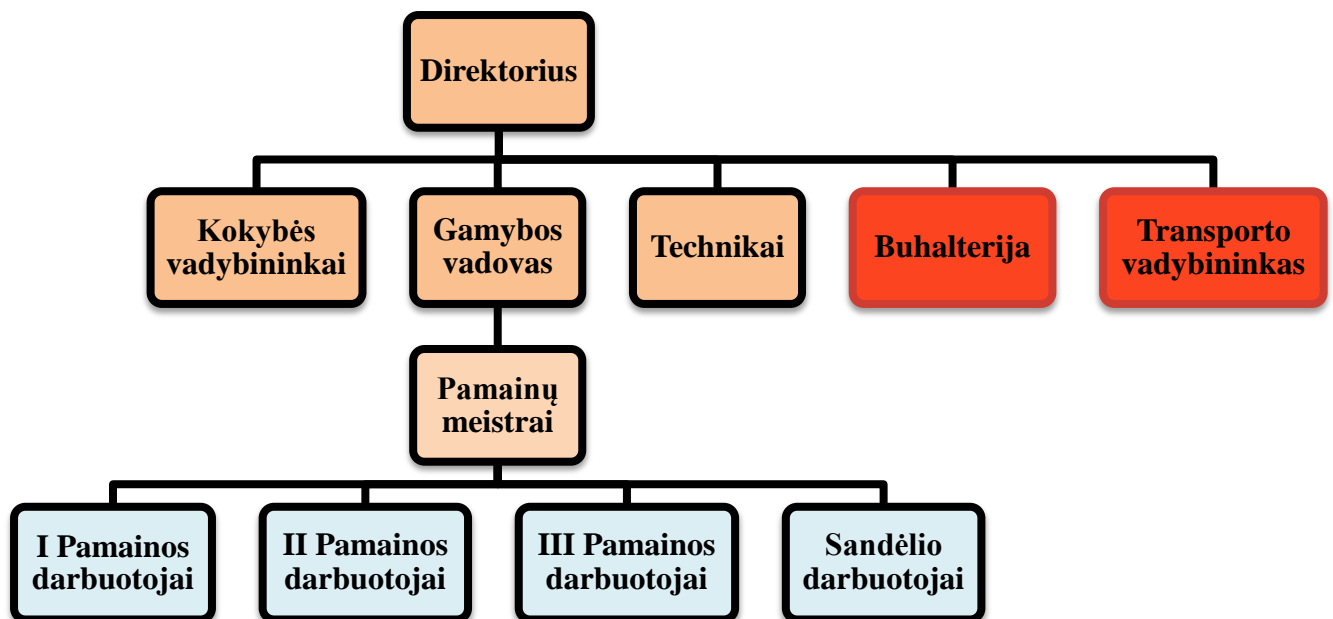 Direktorius
Kokybės
vadybininkai
Gamybos
vadovas
Technikai
Buhalterija
Transporto
vadybininkas
Pamainų
meistrai
I Pamainos
darbuotojai
II Pamainos
darbuotojai
III Pamainos
darbuotojai
Sandėlio
darbuotojai